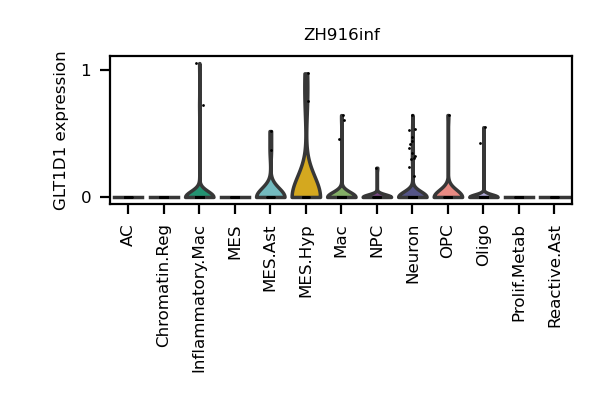 ZH916inf
GLT1D1 expression
1
0
AC
Chromatin.Reg
Inflammatory.Mac
MES
MES.Ast
MES.Hyp
Mac
NPC
Neuron
OPC
Oligo
Prolif.Metab
Reactive.Ast